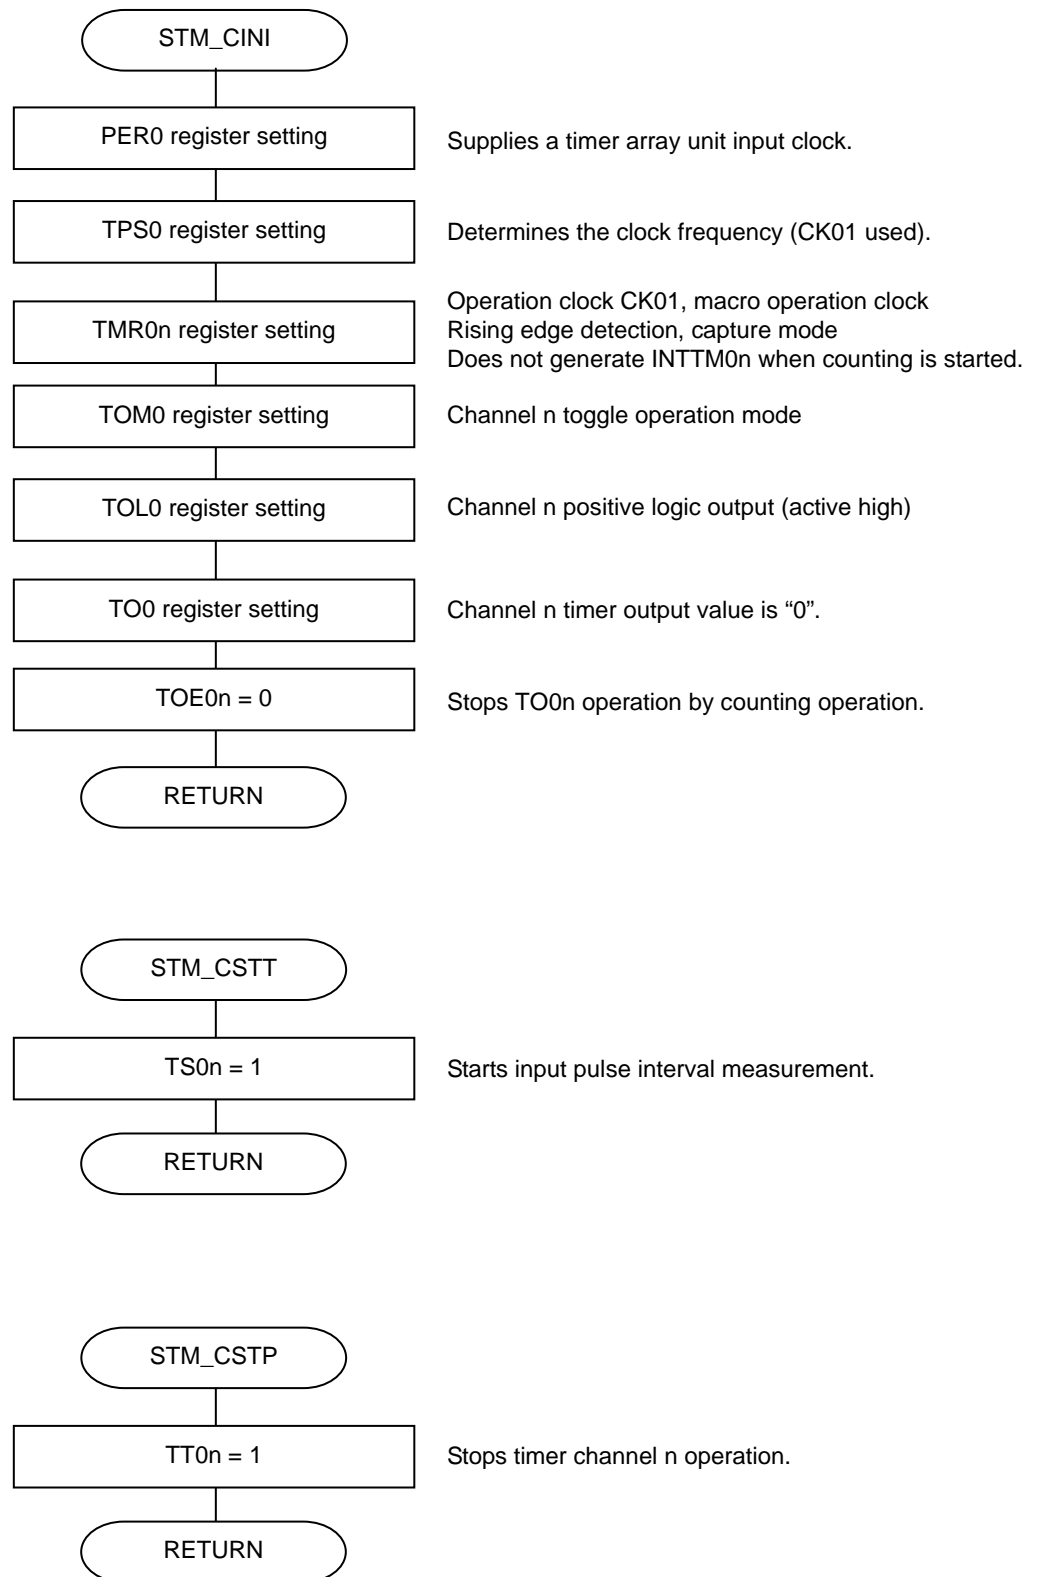 STM_CINI
PER0 register setting
Supplies a timer array unit input clock.
TPS0 register setting
Determines the clock frequency (CK01 used).
TMR0n register setting
Operation clock CK01, macro operation clock
Rising edge detection, capture mode
Does not generate INTTM0n when counting is started.
TOM0 register setting
Channel n toggle operation mode
TOL0 register setting
Channel n positive logic output (active high)
TO0 register setting
Channel n timer output value is “0”.
TOE0n = 0
Stops TO0n operation by counting operation.
RETURN
STM_CSTT
TS0n = 1
Starts input pulse interval measurement.
RETURN
STM_CSTP
TT0n = 1
Stops timer channel n operation.
RETURN